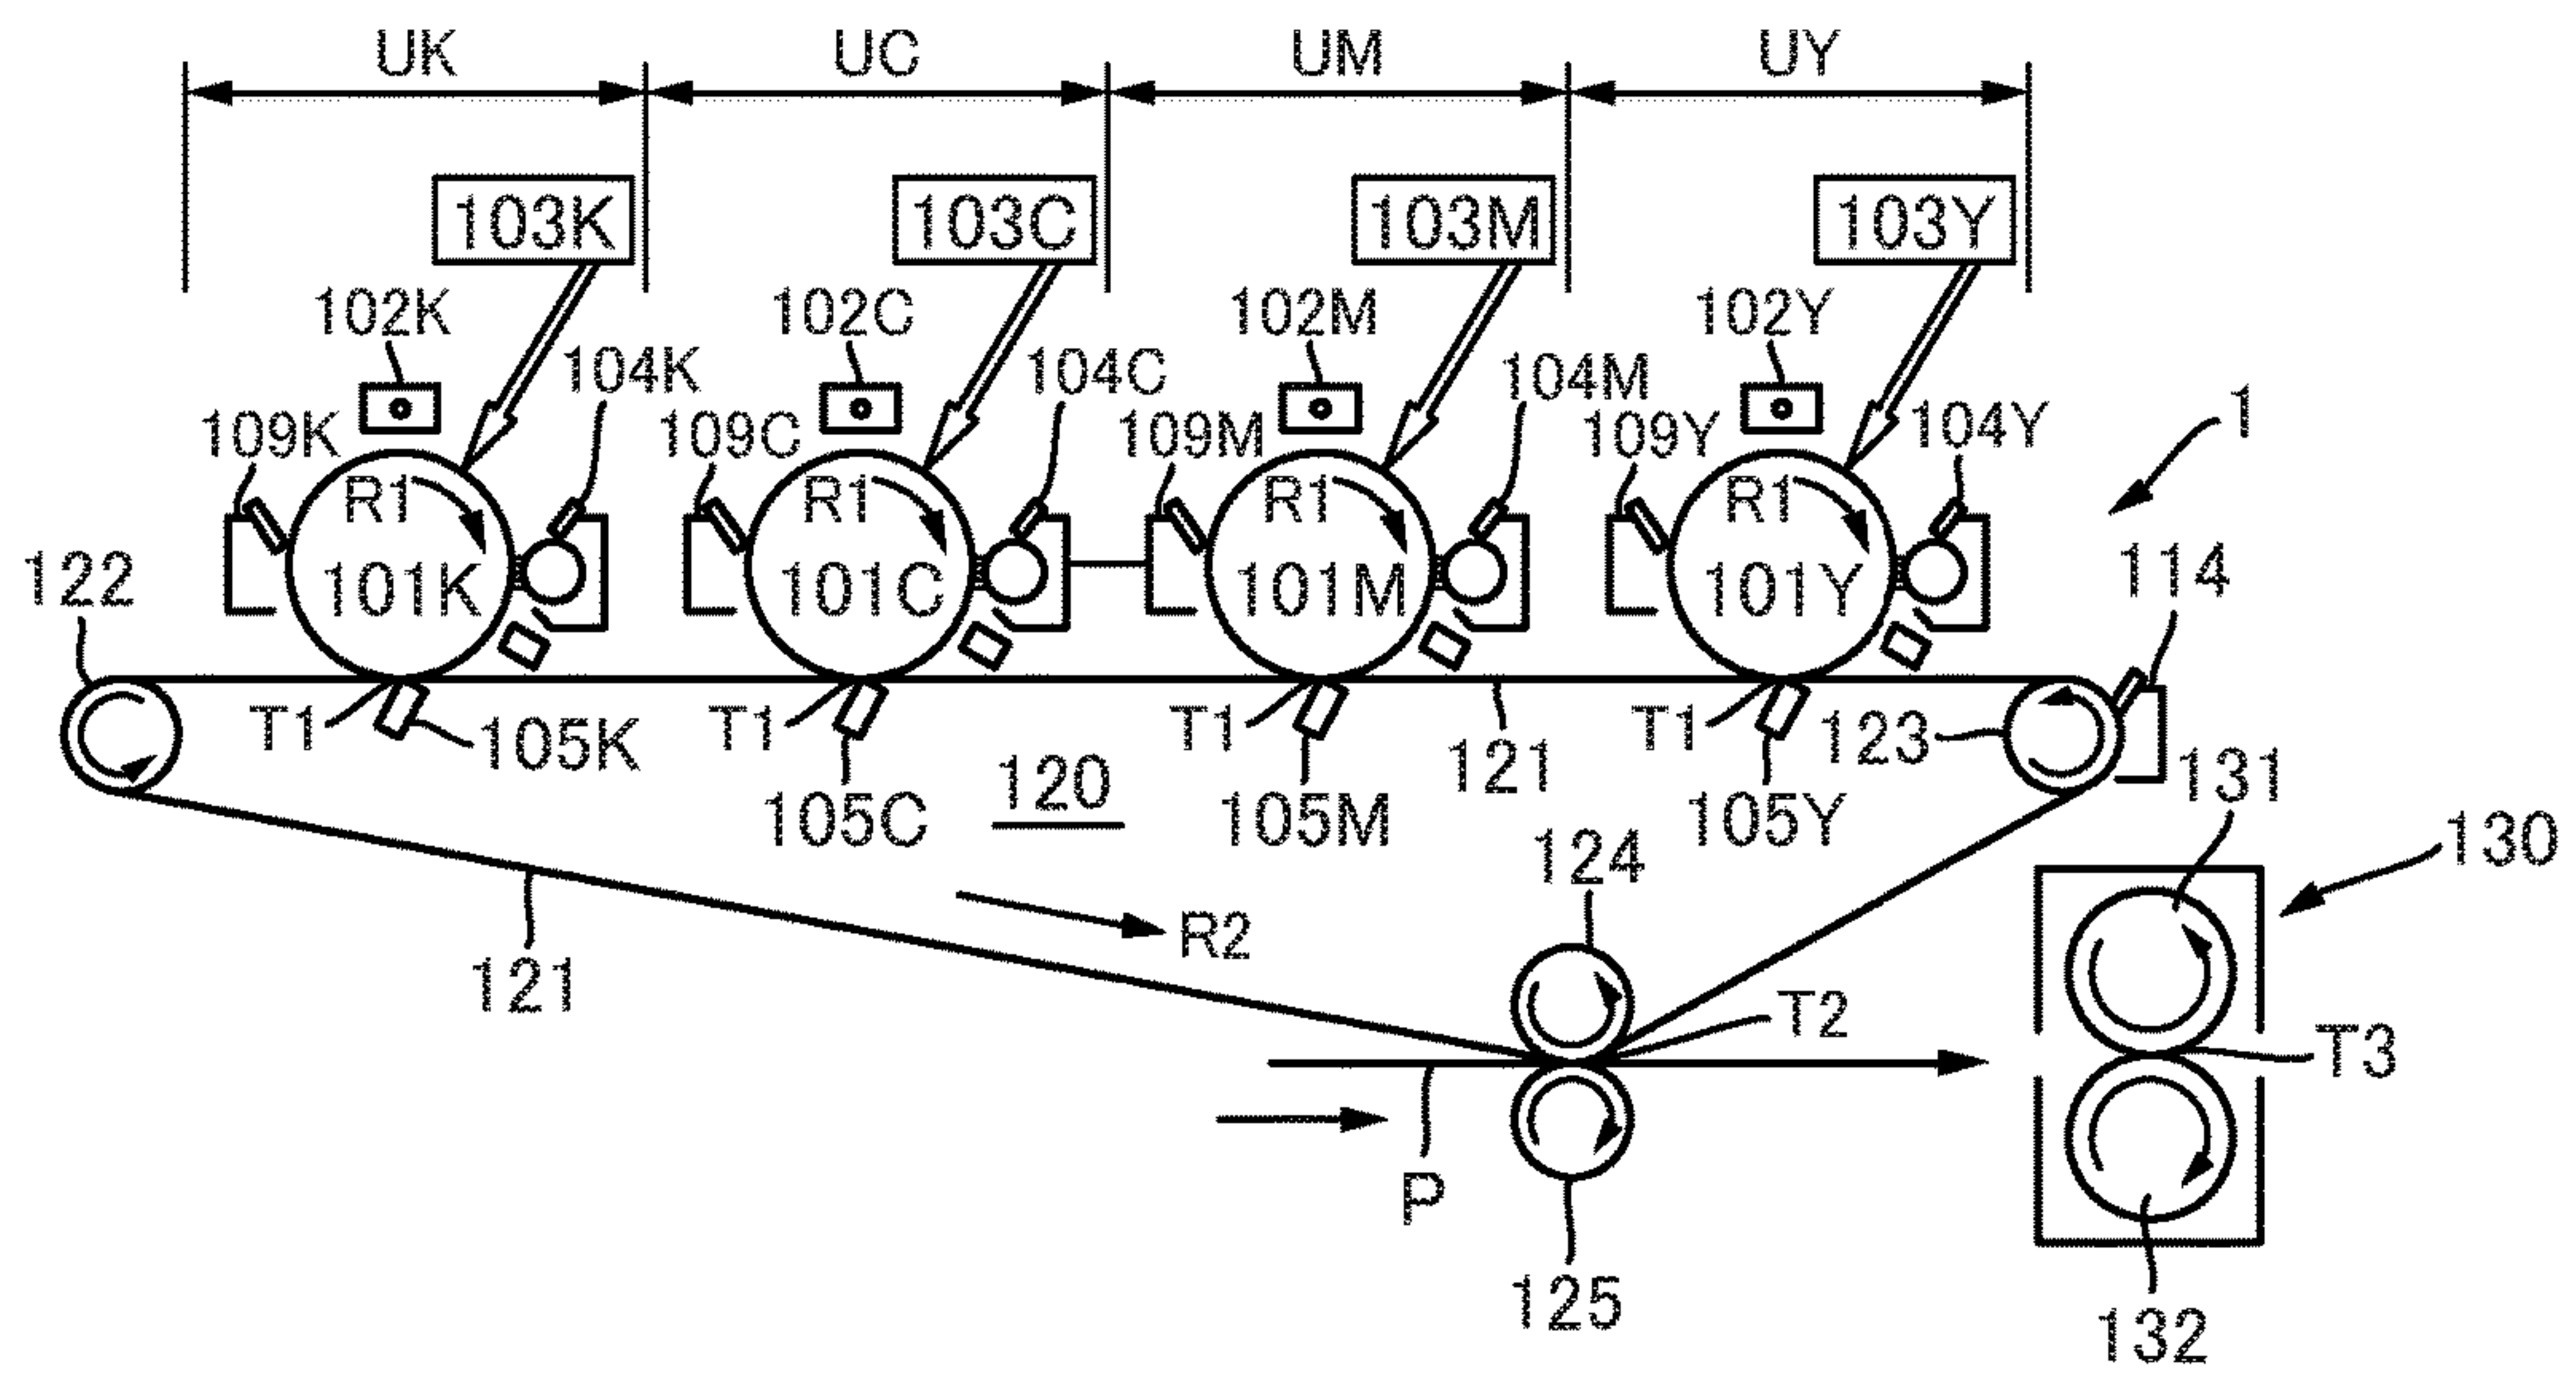 UK UC UM UY
103K 103C 103M 103Y
102K 102C 102M 102Y
104K 104C 104M 104Y
109K 109C 109M 109Y
1
R1 R1 R1 R1
122 101K 101C 101M 101Y 114
T1 105K T1 T1 121 T1 123
120 131
105C 105M 105Y
124 130
R2
121
T2
T3
P
125
132